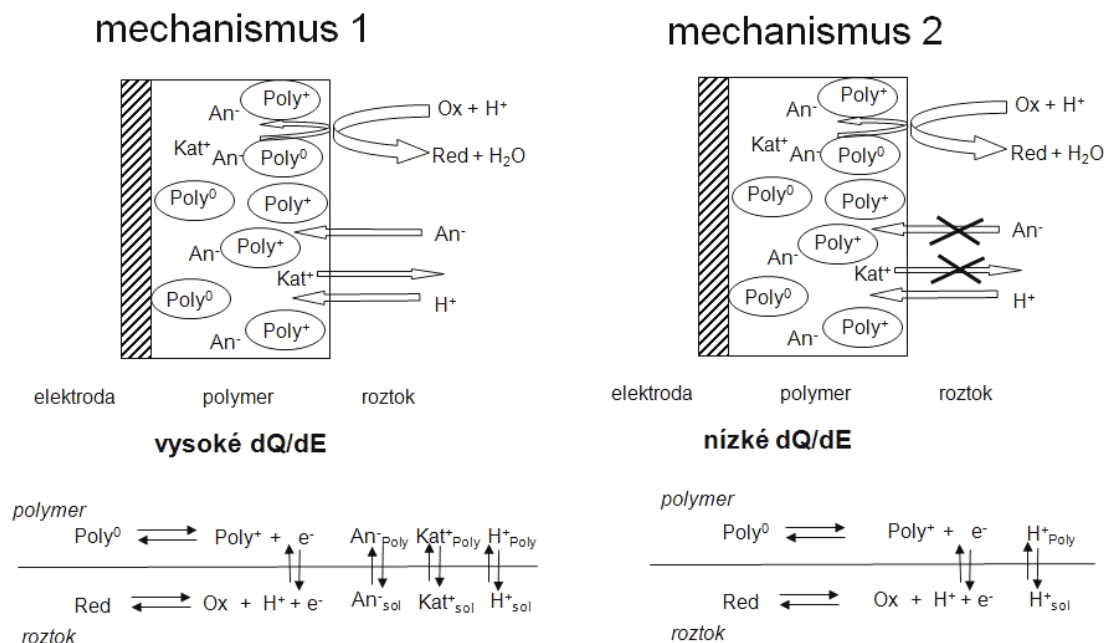 mechanismus 1
Poly⁺
An⁻
Ox + H⁺
Kat⁺
An⁻
Poly⁰
Red + H₂O
Poly⁰
Poly⁺
An⁻
Poly⁺
An⁻
Kat⁺
Poly⁰
H⁺
Poly⁺
An⁻
elektroda polymer roztok
vysoké dQ/dE
polymer
Poly⁰ Poly⁺ + e⁻ An⁻Poly Kat⁺Poly H⁺Poly
Red Ox + H⁺ + e⁻ An⁻sol Kat⁺sol H⁺sol
roztok
mechanismus 2
Poly⁺
An⁻
Ox + H⁺
Kat⁺
An⁻
Poly⁰
Red + H₂O
Poly⁰
Poly⁺
An⁻
Poly⁺
An⁻
Kat⁺
Poly⁰
H⁺
Poly⁺
An⁻
elektroda polymer roztok
nízké dQ/dE
polymer
Poly⁰ Poly⁺ + e⁻ H⁺Poly
Red Ox + H⁺ + e⁻ H⁺sol
roztok